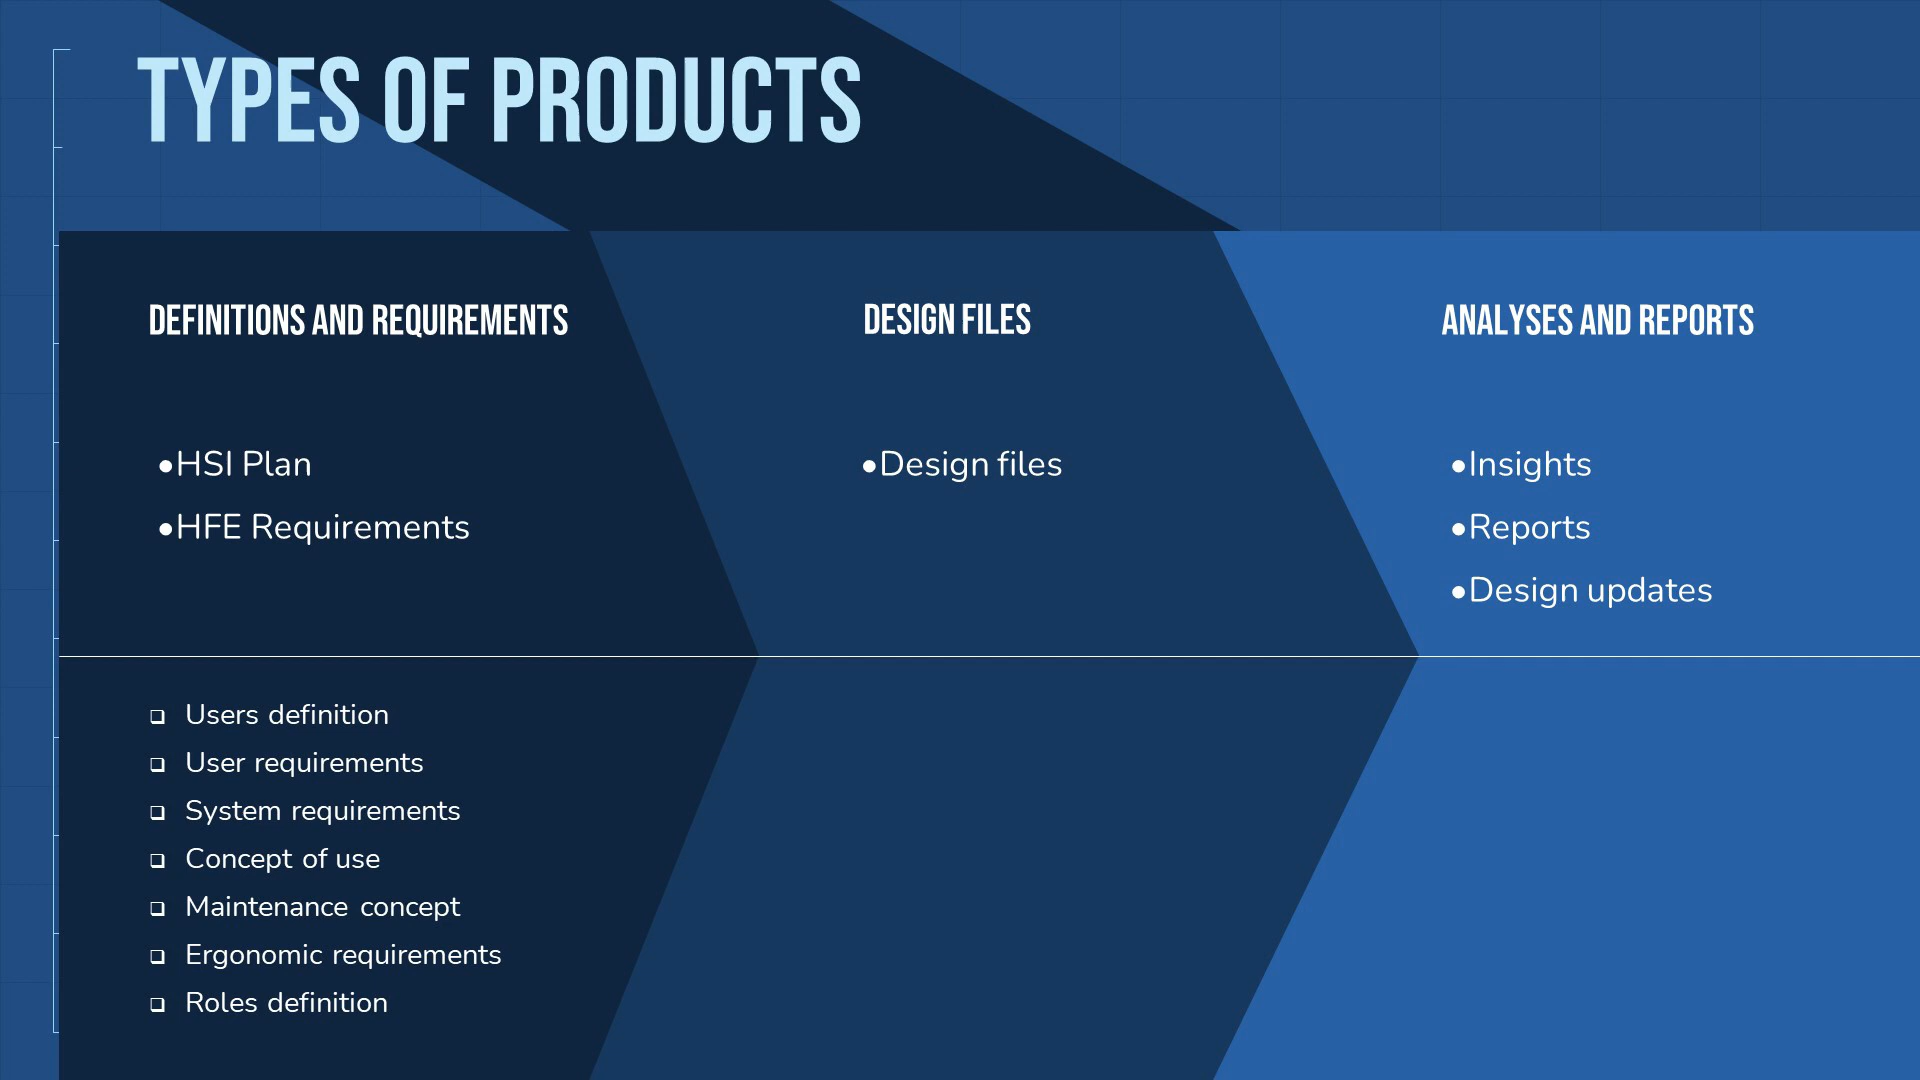 TYPES OF PRODUCTS
DEFINITIONS AND REQUIREMENTS
•HSI Plan
•HFE Requirements
❑ Users definition
❑ User requirements
❑ System requirements
❑ Concept of use
❑ Maintenance concept
❑ Ergonomic requirements
❑ Roles definition
DESIGN FILES
•Design files
ANALYSES AND REPORTS
•Insights
•Reports
•Design updates